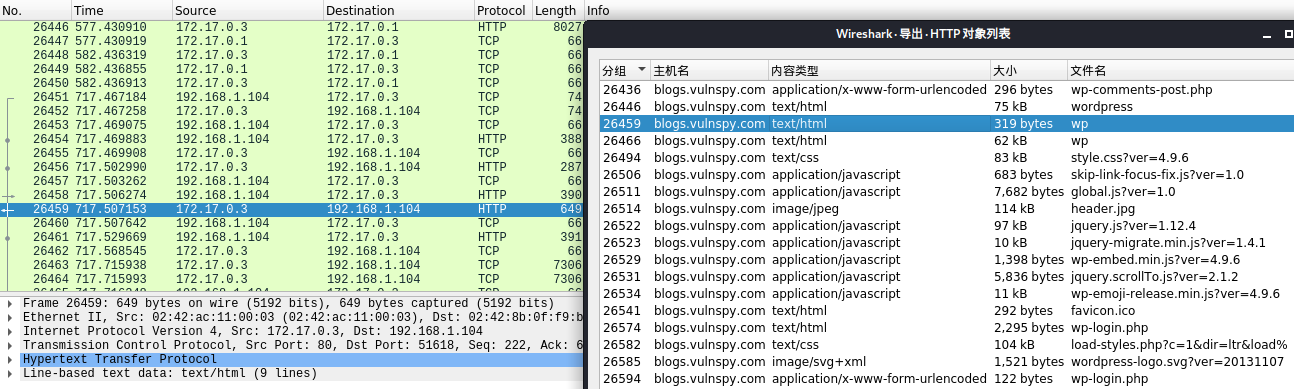 No. Time Source Destination Protocol Length Info
26446 577.430910 172.17.0.3 172.17.0.1 HTTP 8027
26447 577.430919 172.17.0.1 172.17.0.3 TCP 66
26448 582.436319 172.17.0.3 172.17.0.1 TCP 66
26449 582.436855 172.17.0.1 172.17.0.3 TCP 66
26450 582.436913 172.17.0.3 172.17.0.1 TCP 66
26451 717.467184 192.168.1.104 172.17.0.3 TCP 74
26452 717.467258 172.17.0.3 192.168.1.104 TCP 74
26453 717.469075 192.168.1.104 172.17.0.3 TCP 66
26454 717.469883 192.168.1.104 172.17.0.3 HTTP 388
26455 717.469908 172.17.0.3 192.168.1.104 TCP 66
26456 717.502990 172.17.0.3 192.168.1.104 HTTP 287
26457 717.503262 192.168.1.104 172.17.0.3 TCP 66
26458 717.506274 192.168.1.104 172.17.0.3 HTTP 390
26459 717.507153 172.17.0.3 192.168.1.104 HTTP 649
26460 717.507642 192.168.1.104 172.17.0.3 TCP 66
26461 717.529669 192.168.1.104 172.17.0.3 HTTP 391
26462 717.568545 172.17.0.3 192.168.1.104 TCP 66
26463 717.715938 172.17.0.3 192.168.1.104 TCP 7306
26464 717.715993 172.17.0.3 192.168.1.104 TCP 7306
Frame 26459: 649 bytes on wire (5192 bits), 649 bytes captured (5192 bits)
Ethernet II, Src: 02:42:ac:11:00:03 (02:42:ac:11:00:03), Dst: 02:42:8b:0f:f9:b
Internet Protocol Version 4, Src: 172.17.0.3, Dst: 192.168.1.104
Transmission Control Protocol, Src Port: 80, Dst Port: 51618, Seq: 222, Ack: 6
Hypertext Transfer Protocol
Line-based text data: text/html (9 lines)
Wireshark · 导出 · HTTP 对象列表
分组 主机名 内容类型 大小 文件名
26436 blogs.vulnspy.com application/x-www-form-urlencoded 296 bytes wp-comments-post.php
26446 blogs.vulnspy.com text/html 75 kB wordpress
26459 blogs.vulnspy.com text/html 319 bytes wp
26466 blogs.vulnspy.com text/html 62 kB wp
26494 blogs.vulnspy.com text/css 83 kB style.css?ver=4.9.6
26506 blogs.vulnspy.com application/javascript 683 bytes skip-link-focus-fix.js?ver=1.0
26511 blogs.vulnspy.com application/javascript 7,682 bytes global.js?ver=1.0
26514 blogs.vulnspy.com image/jpeg 114 kB header.jpg
26522 blogs.vulnspy.com application/javascript 97 kB jquery.js?ver=1.12.4
26523 blogs.vulnspy.com application/javascript 10 kB jquery-migrate.min.js?ver=1.4.1
26529 blogs.vulnspy.com application/javascript 1,398 bytes wp-embed.min.js?ver=4.9.6
26531 blogs.vulnspy.com application/javascript 5,836 bytes jquery.scrollTo.js?ver=2.1.2
26534 blogs.vulnspy.com application/javascript 11 kB wp-emoji-release.min.js?ver=4.9.6
26541 blogs.vulnspy.com text/html 292 bytes favicon.ico
26574 blogs.vulnspy.com text/html 2,295 bytes wp-login.php
26582 blogs.vulnspy.com text/css 104 kB load-styles.php?c=1&dir=ltr&load%
26585 blogs.vulnspy.com image/svg+xml 1,521 bytes wordpress-logo.svg?ver=20131107
26594 blogs.vulnspy.com application/x-www-form-urlencoded 122 bytes wp-login.php